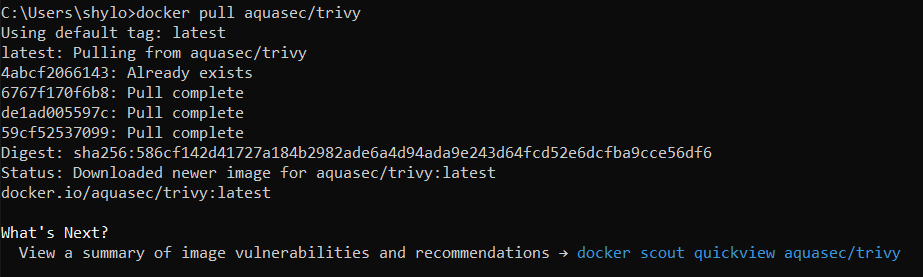 C:\Users\shylo>docker pull aquasec/trivy
Using default tag: latest
latest: Pulling from aquasec/trivy
4abcf2066143: Already exists
6767f170f6b8: Pull complete
de1ad005597c: Pull complete
59cf52537099: Pull complete
Digest: sha256:586cf142d41727a184b2982ade6a4d94ada9e243d64fcd52e6dcfba9cce56df6
Status: Downloaded newer image for aquasec/trivy:latest
docker.io/aquasec/trivy:latest
What's Next?
View a summary of image vulnerabilities and recommendations → docker scout quickview aquasec/trivy